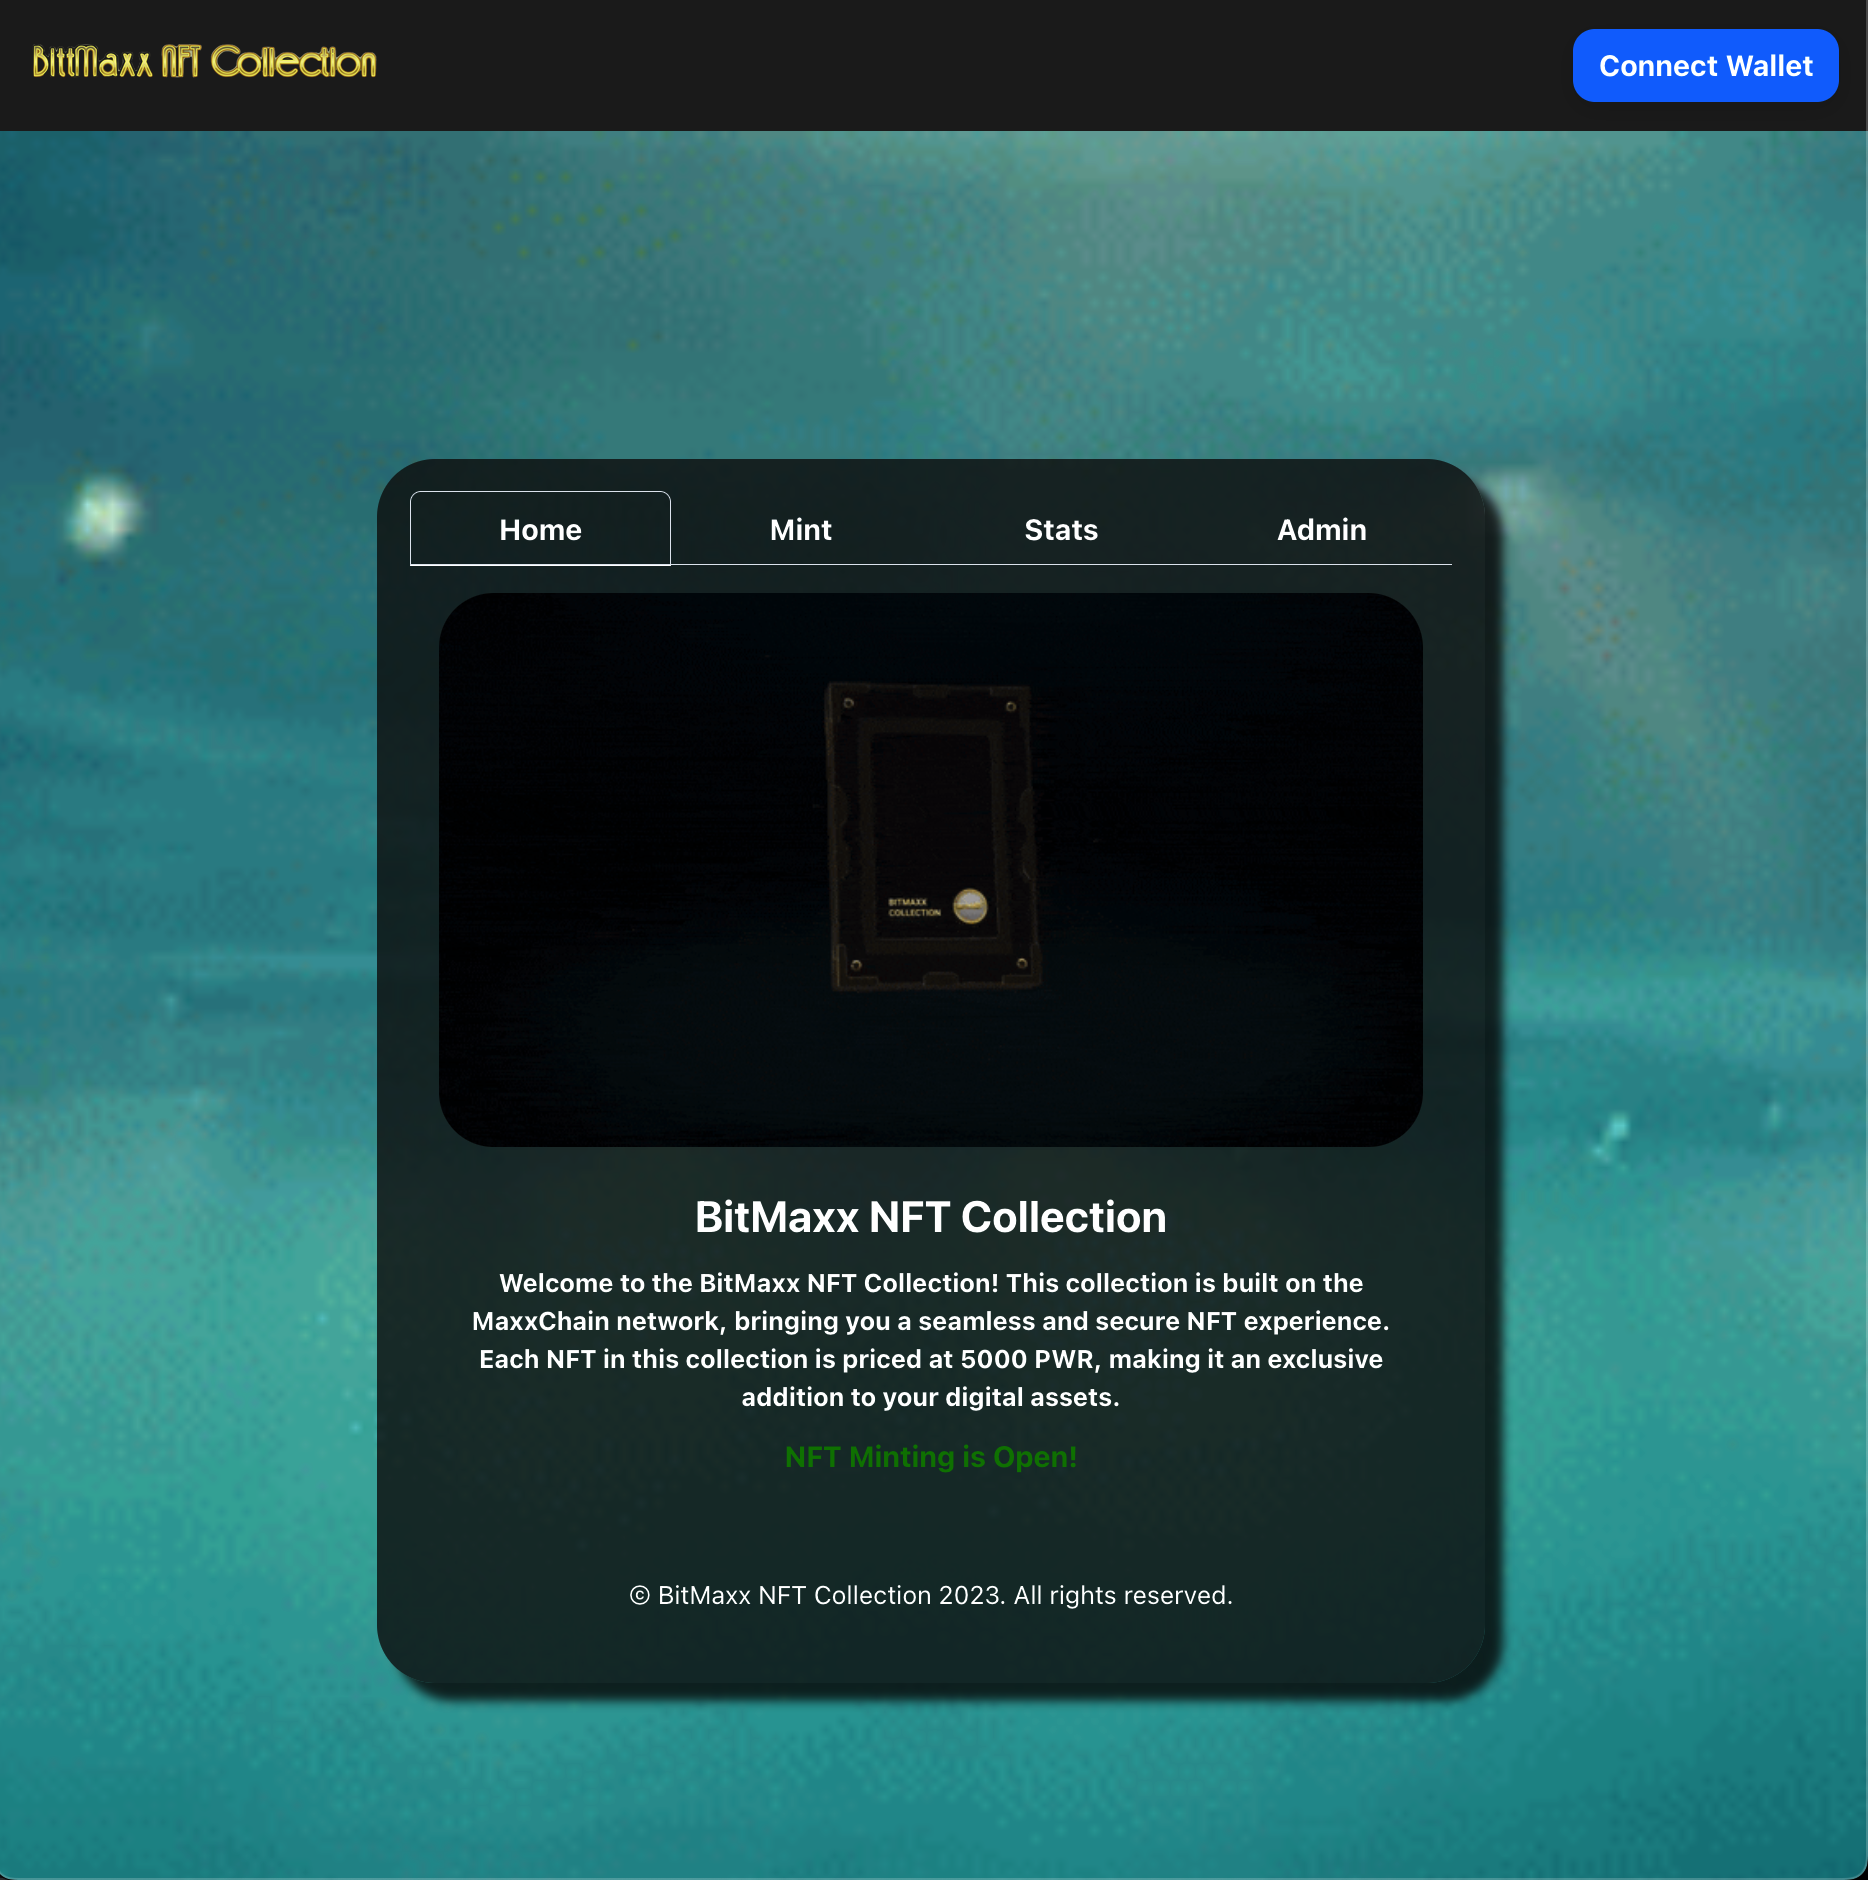 BittMaxx NFT Collection
Connect Wallet
Home
Mint
Stats
Admin
BITMAXX
COLLECTION
BitMaxx NFT Collection
Welcome to the BitMaxx NFT Collection! This collection is built on the
MaxxChain network, bringing you a seamless and secure NFT experience.
Each NFT in this collection is priced at 5000 PWR, making it an exclusive
addition to your digital assets.
NFT Minting is Open!
© BitMaxx NFT Collection 2023. All rights reserved.